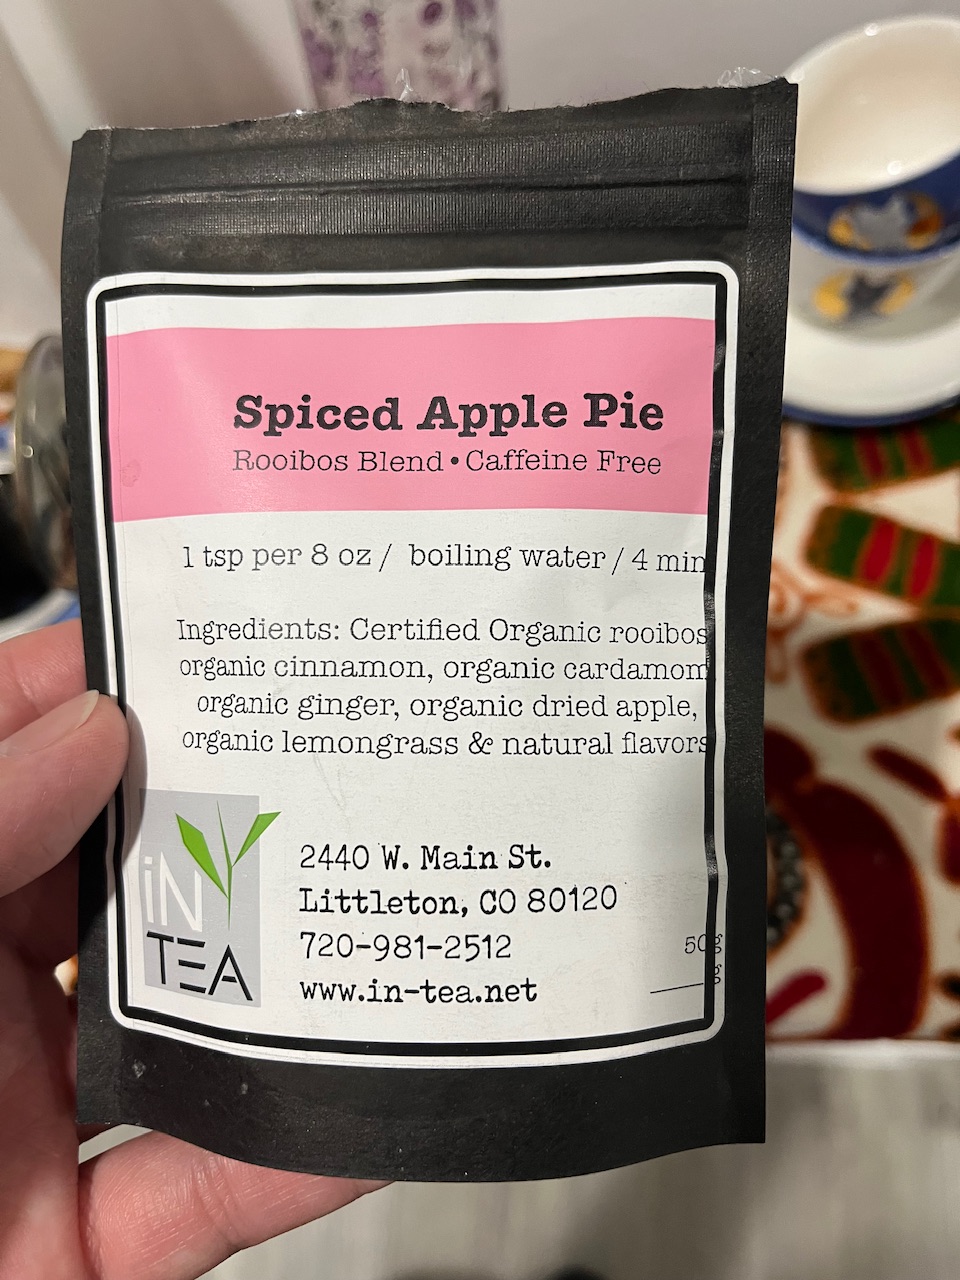 Spiced Apple Pie
Rooibos Blend • Caffeine Free
1 tsp per 8 oz / boiling water / 4 min
Ingredients: Certified Organic rooibos
organic cinnamon, organic cardamom
organic ginger, organic dried apple,
organic lemongrass & natural flavors
iN
TEA
2440 W. Main St.
Littleton, CO 80120
720-981-2512
www.in-tea.net
50g
g